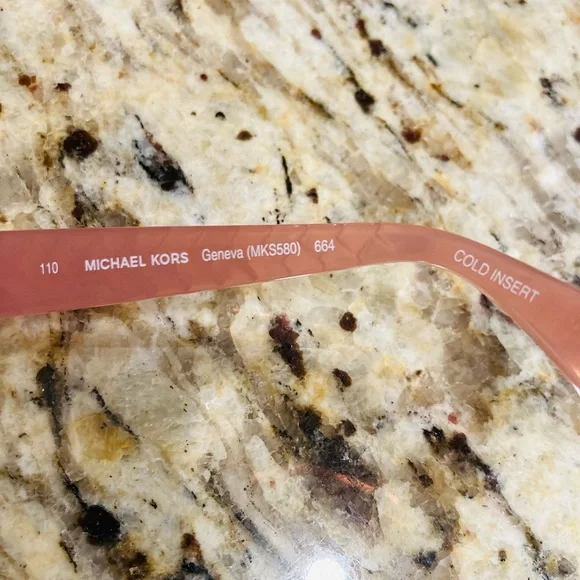 110 MICHAEL KORS Geneva (MKS580) 664 COLD INSERT